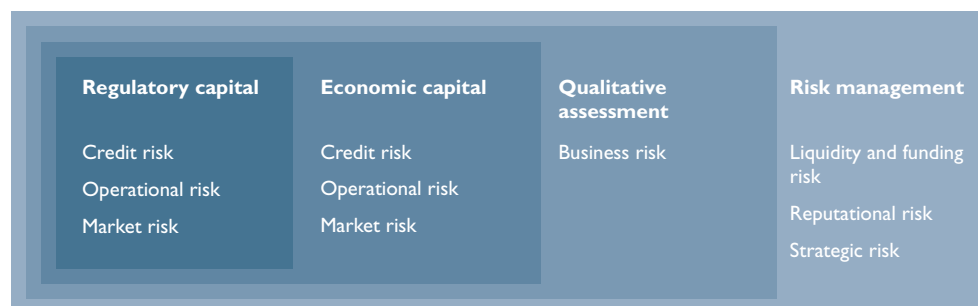 Regulatory capital
Credit risk
Operational risk
Market risk
Economic capital
Credit risk
Operational risk
Market risk
Qualitative
assessment
Business risk
Risk management
Liquidity and funding
risk
Reputational risk
Strategic risk